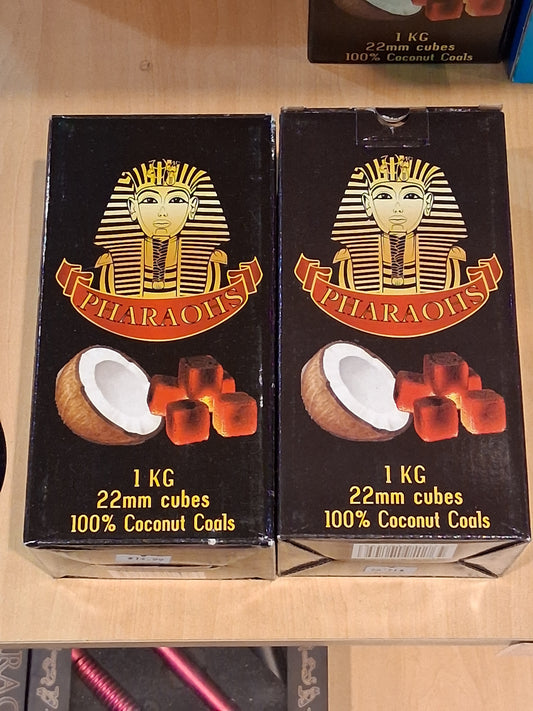 1 KG
22mm cubes
100% Coconut Coals
PHARAOHS
1 KG
22mm cubes
100% Coconut Coals
PHARAOHS
1 KG
22mm cubes
100% Coconut Coals